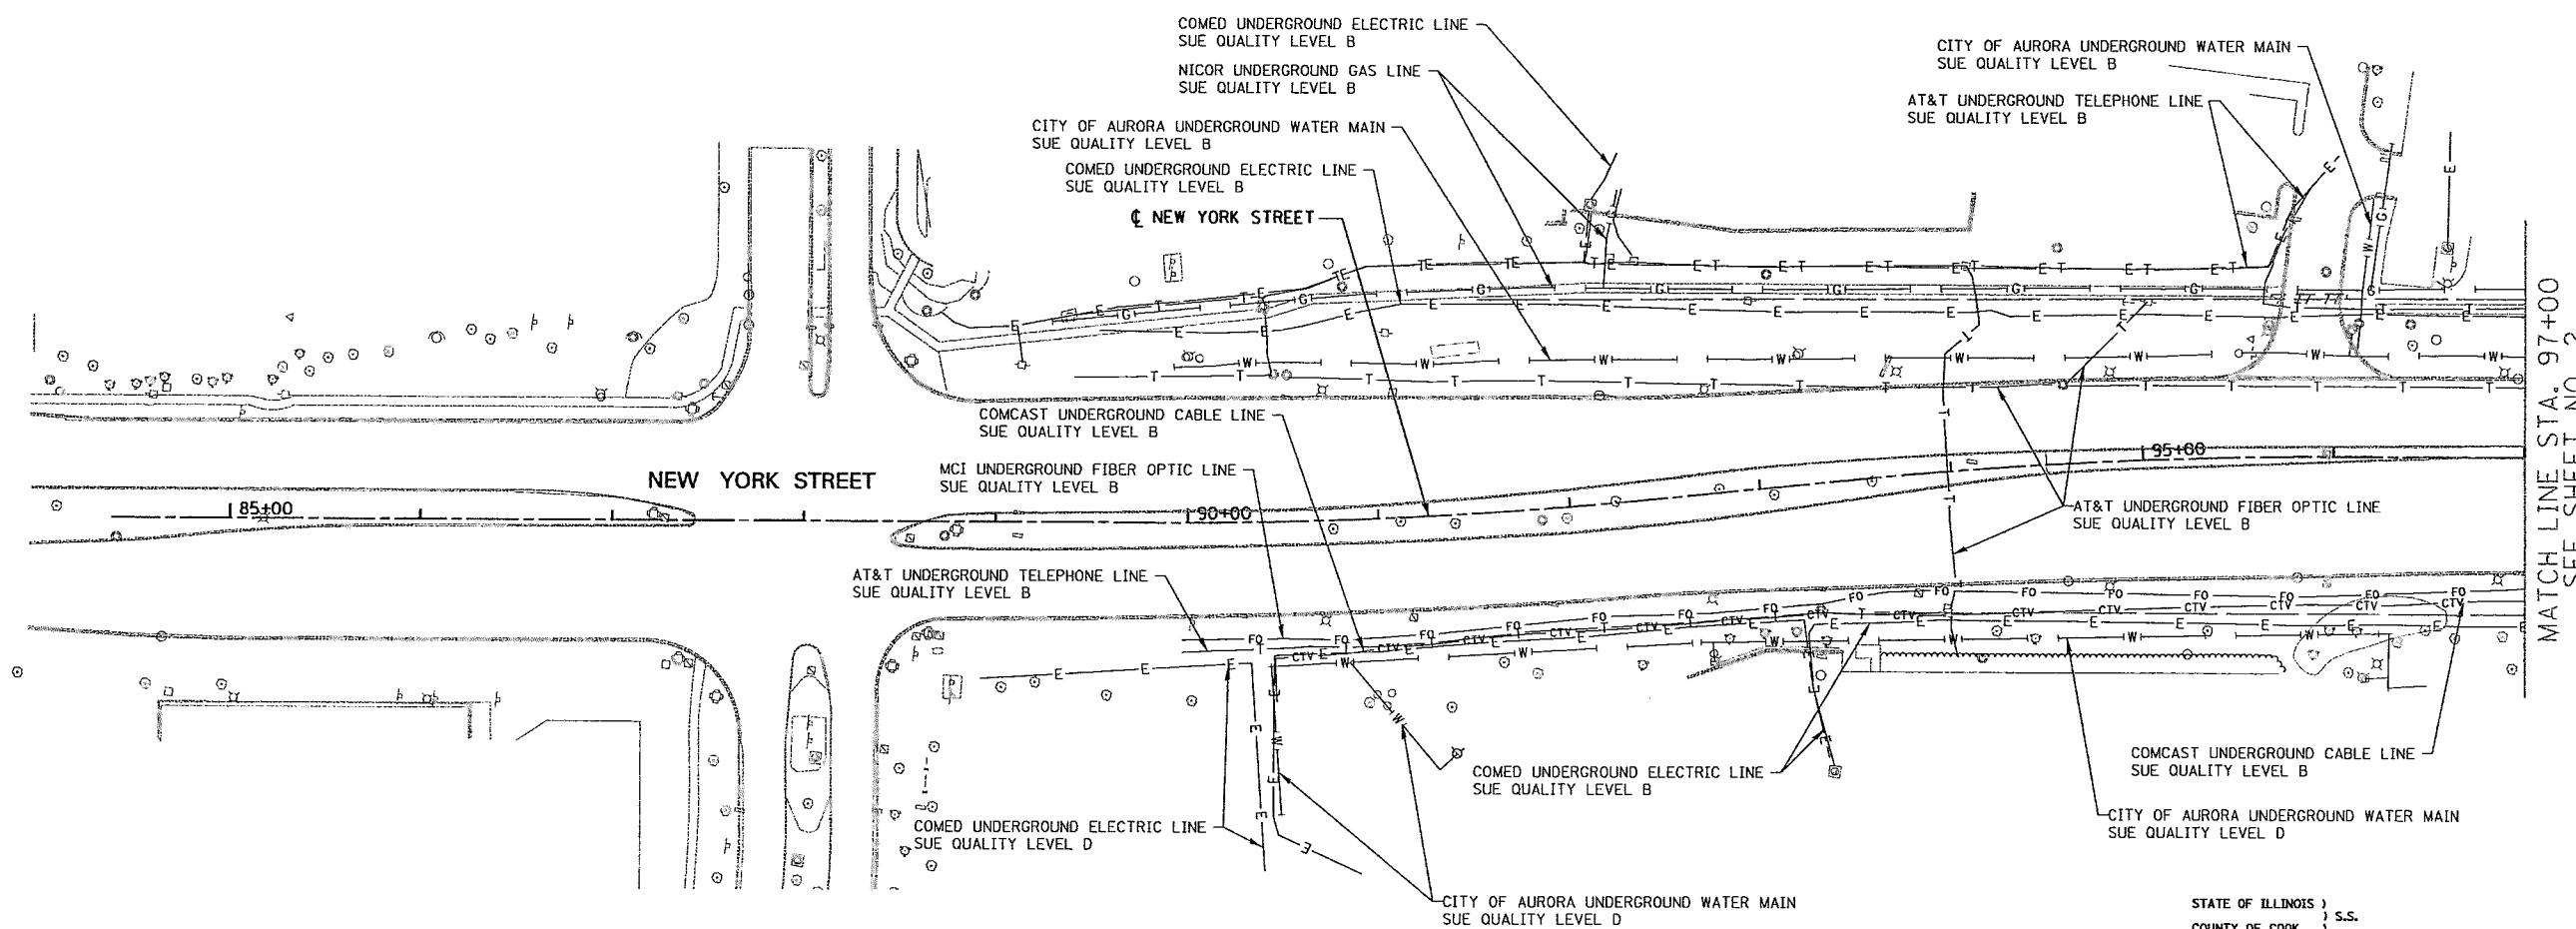 COMED UNDERGROUND ELECTRIC LINE
SUE QUALITY LEVEL B
NICOR UNDERGROUND GAS LINE
SUE QUALITY LEVEL B
CITY OF AURORA UNDERGROUND WATER MAIN
SUE QUALITY LEVEL B
COMED UNDERGROUND ELECTRIC LINE
SUE QUALITY LEVEL B
℄ NEW YORK STREET
CITY OF AURORA UNDERGROUND WATER MAIN
SUE QUALITY LEVEL B
AT&T UNDERGROUND TELEPHONE LINE
SUE QUALITY LEVEL B
COMCAST UNDERGROUND CABLE LINE
SUE QUALITY LEVEL B
MCI UNDERGROUND FIBER OPTIC LINE
SUE QUALITY LEVEL B
NEW YORK STREET
85+00
90+00
95+00
AT&T UNDERGROUND FIBER OPTIC LINE
SUE QUALITY LEVEL B
AT&T UNDERGROUND TELEPHONE LINE
SUE QUALITY LEVEL B
MATCH LINE STA. 97+00
SEE SHEET NO. 2
COMED UNDERGROUND ELECTRIC LINE
SUE QUALITY LEVEL B
COMCAST UNDERGROUND CABLE LINE
SUE QUALITY LEVEL B
COMED UNDERGROUND ELECTRIC LINE
SUE QUALITY LEVEL D
CITY OF AURORA UNDERGROUND WATER MAIN
SUE QUALITY LEVEL D
CITY OF AURORA UNDERGROUND WATER MAIN
SUE QUALITY LEVEL D
STATE OF ILLINOIS )
) S.S.
COUNTY OF COOK )